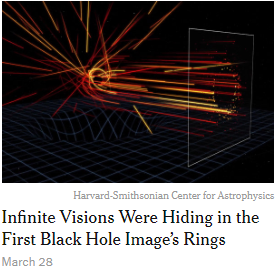 Harvard-Smithsonian Center for Astrophysics
Infinite Visions Were Hiding in the
First Black Hole Image's Rings
March 28